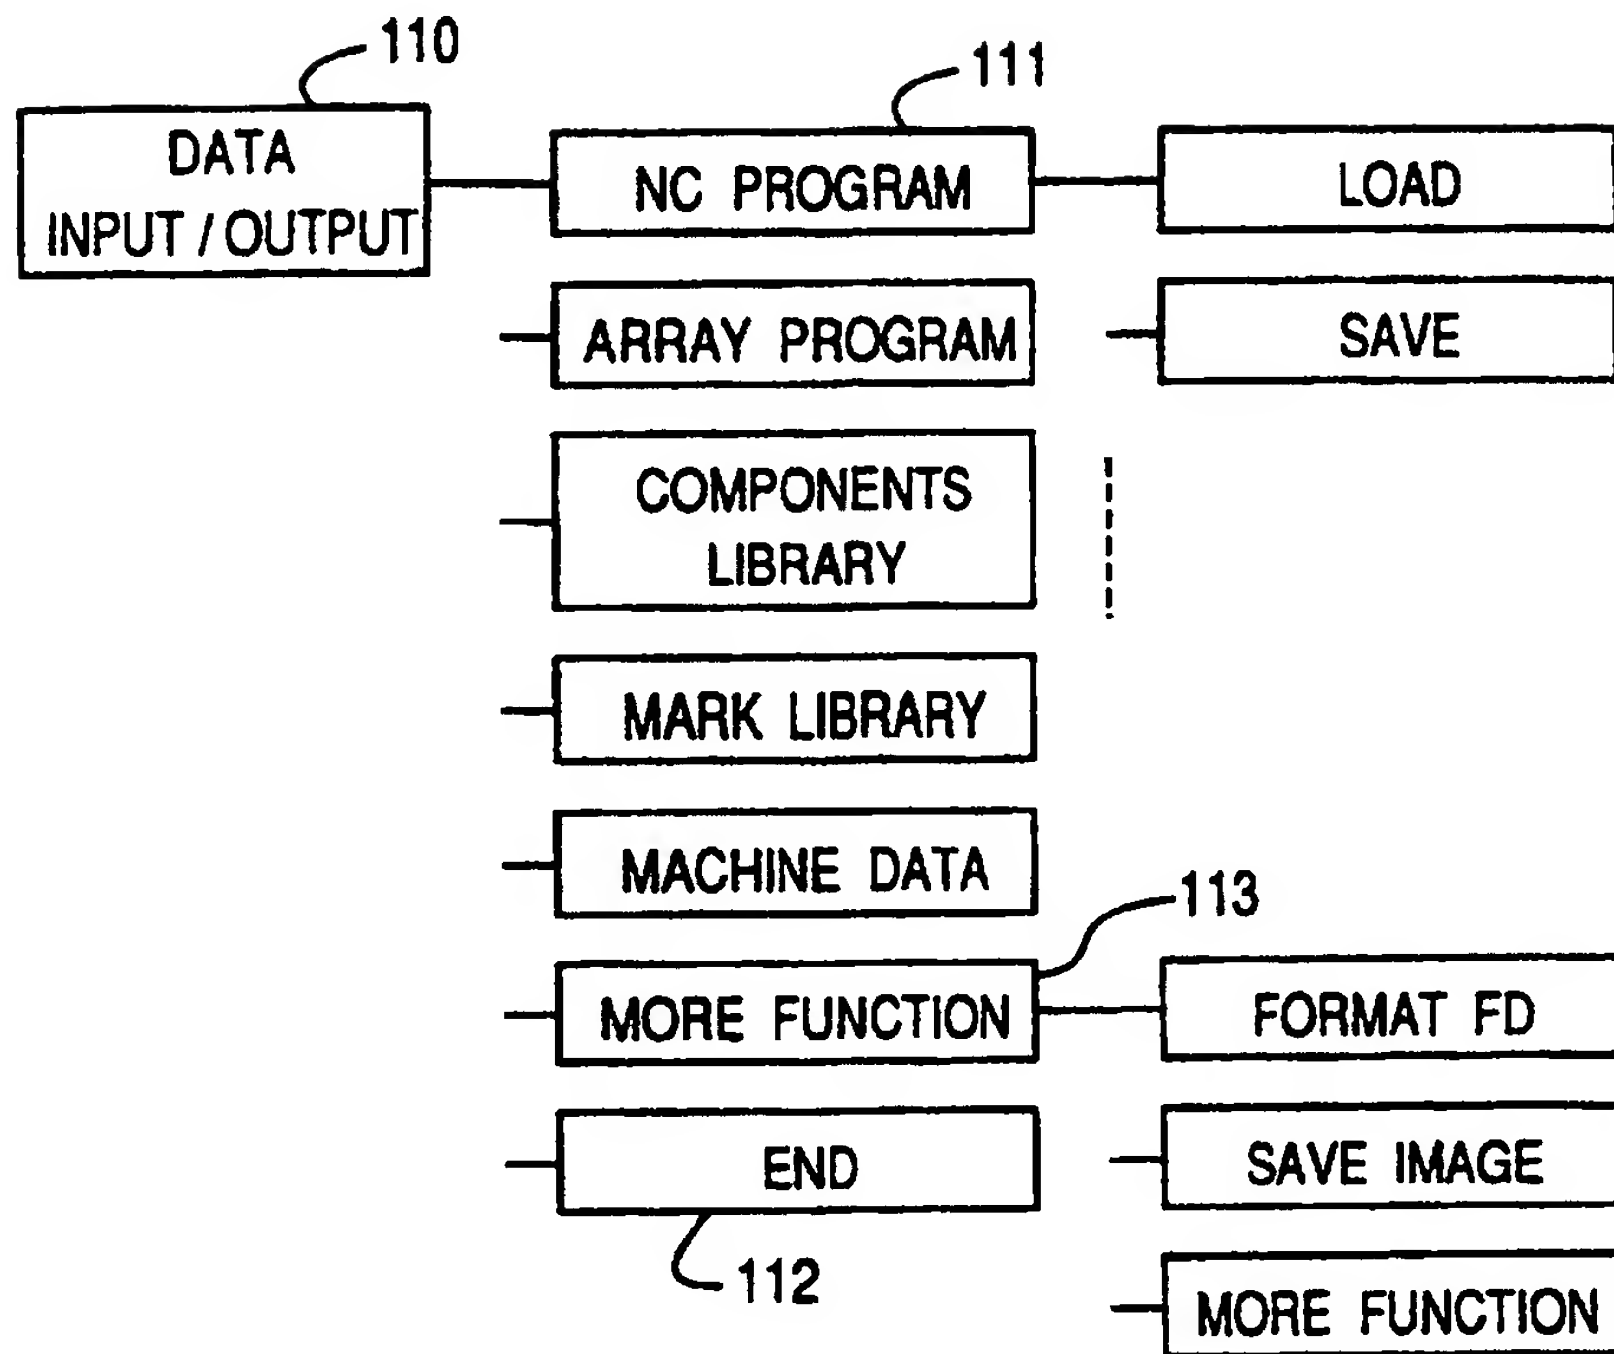 110
111
DATA
INPUT / OUTPUT
NC PROGRAM
LOAD
ARRAY PROGRAM
SAVE
COMPONENTS
LIBRARY
MARK LIBRARY
MACHINE DATA
113
MORE FUNCTION
FORMAT FD
END
SAVE IMAGE
112
MORE FUNCTION